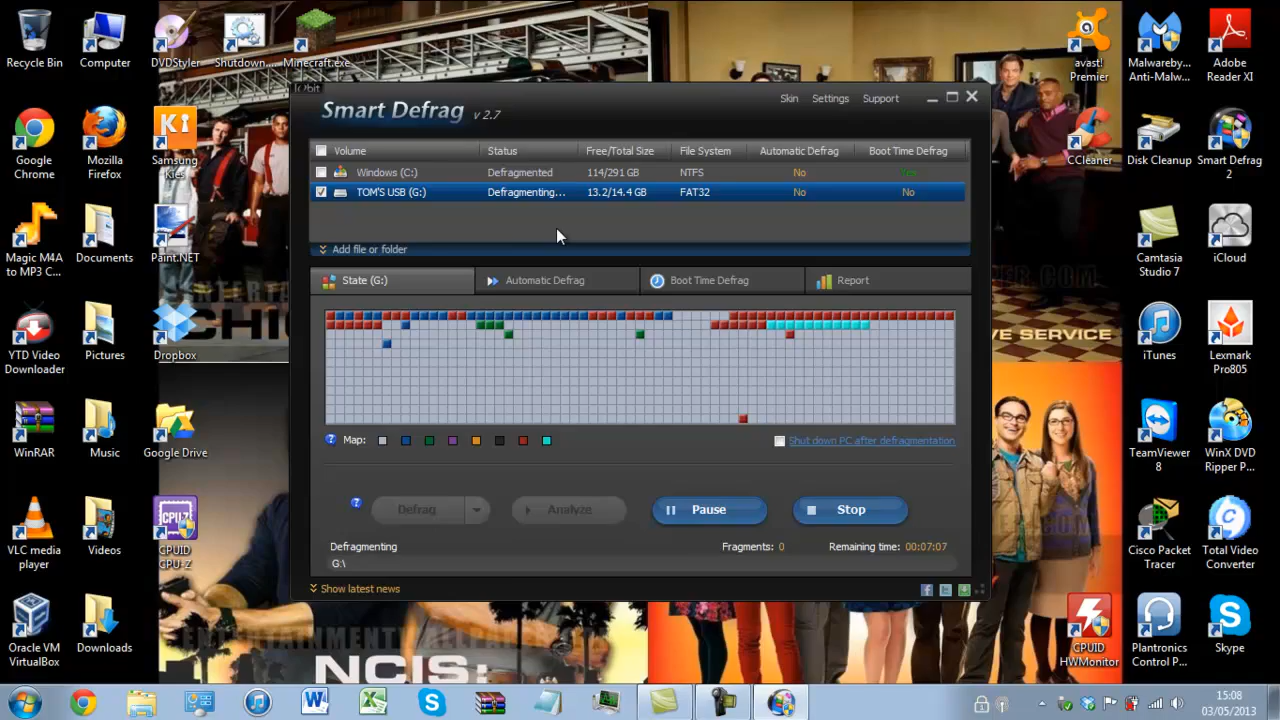 Recycle Bin
Computer
DVDStyler
Shutdown....
Minecraft.exe
avast! Premier
Malwareby... Anti-Malw...
Adobe Reader XI
Google Chrome
Mozilla Firefox
Samsung Kies
CCleaner
Disk Cleanup
Smart Defrag 2
Magic M4A to MP3 C...
Documents
Paint.NET
Camtasia Studio 7
iCloud
YTD Video Downloader
Pictures
Dropbox
iTunes
Lexmark Pro805
WinRAR
Music
Google Drive
TeamViewer 8
WinX DVD Ripper P...
VLC media player
Videos
CPUID CPU-Z
Cisco Packet Tracer
Total Video Converter
Oracle VM VirtualBox
Downloads
CPUID HWMonitor
Plantronics Control P...
Skype
IObit
Smart Defrag v 2.7
Skin Settings Support
Volume Status Free/Total Size File System Automatic Defrag Boot Time Defrag
Windows (C:) Defragmented 114/291 GB NTFS No Yes
TOM'S USB (G:) Defragmenting... 13.2/14.4 GB FAT32 No No
Add file or folder
State (G:) Automatic Defrag Boot Time Defrag Report
Map: Shut down PC after defragmentation
Defrag Analyze Pause Stop
Defragmenting Fragments: 0 Remaining time: 00:07:07
G:\
Show latest news
NCIS:
15:08
03/05/2013